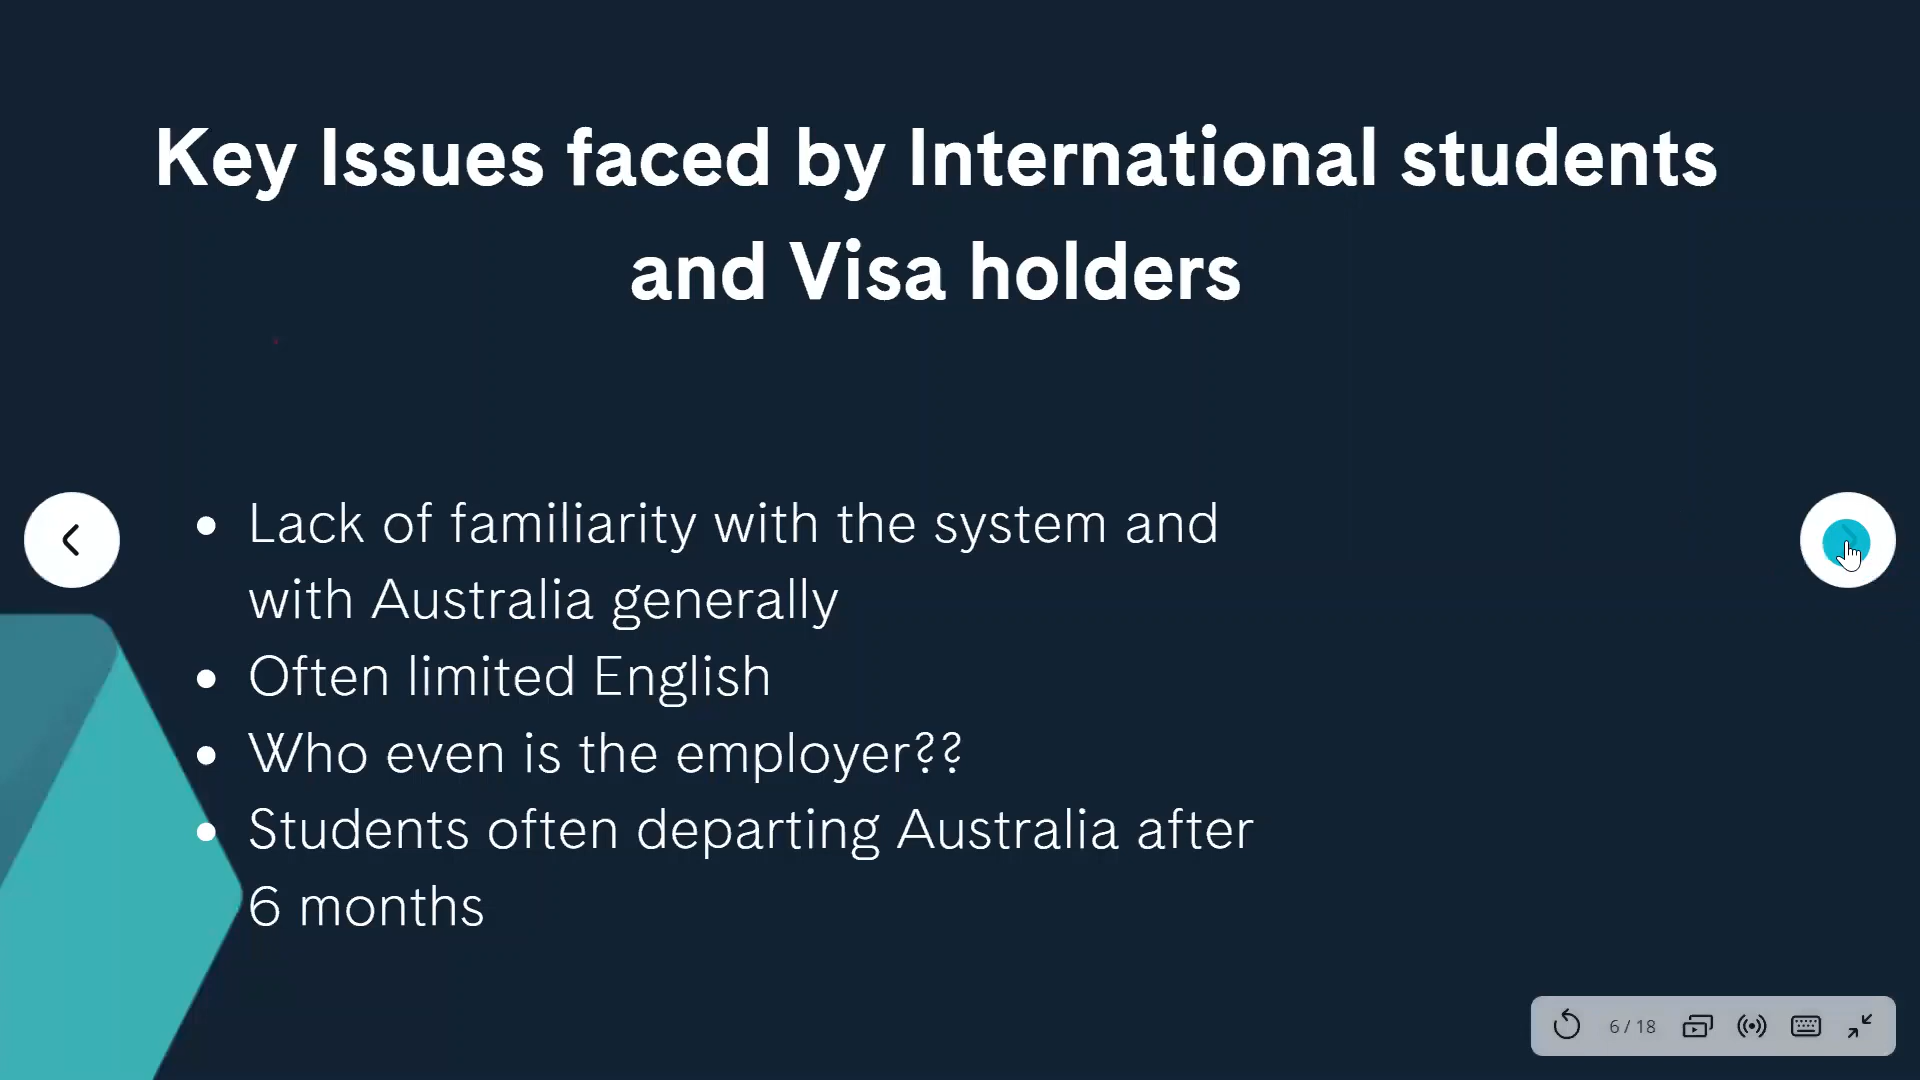 Key Issues faced by International students
and Visa holders
• Lack of familiarity with the system and
with Australia generally
• Often limited English
• Who even is the employer??
• Students often departing Australia after
6 months
6 / 18